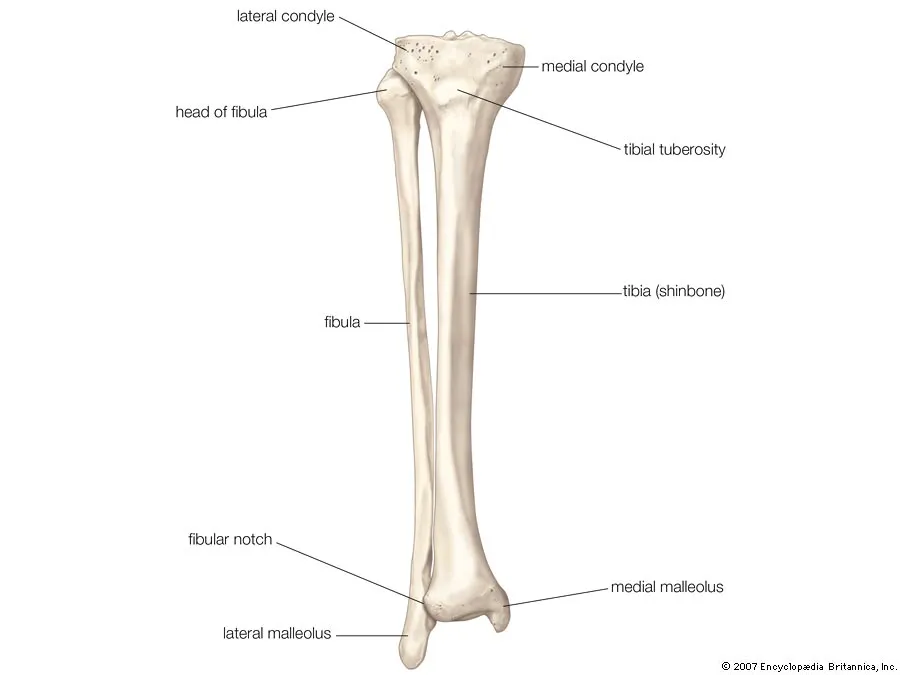 lateral condyle
medial condyle
head of fibula
tibial tuberosity
tibia (shinbone)
fibula
fibular notch
medial malleolus
lateral malleolus
© 2007 Encyclopædia Britannica, Inc.